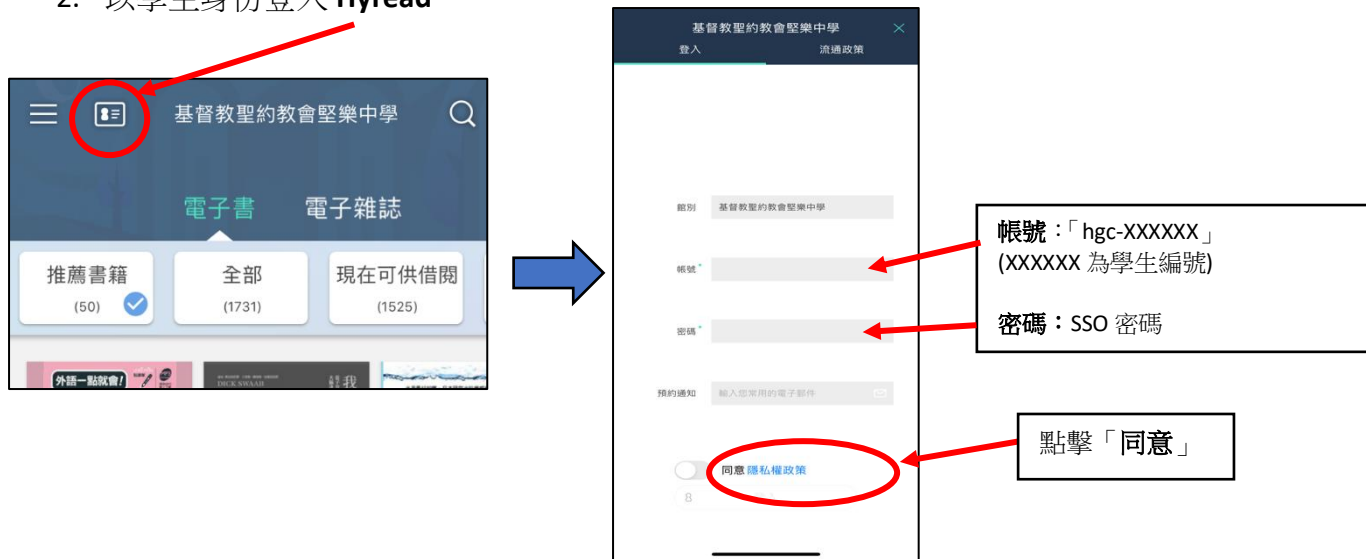 2. 以學生身份登入 Hyread
基督教聖約教會堅樂中學
電子書 電子雜誌
推薦書籍
(50)
全部
(1731)
現在可供借閱
(1525)
外語一點就會!
DICK SWAAB
我
基督教聖約教會堅樂中學
登入 流通政策
館別 基督教聖約教會堅樂中學
帳號*
密碼*
預約通知 輸入您常用的電子郵件
同意隱私權政策
8
帳號：「hgc-XXXXXX」
(XXXXXX 為學生編號)
密碼：SSO 密碼
點擊「同意」